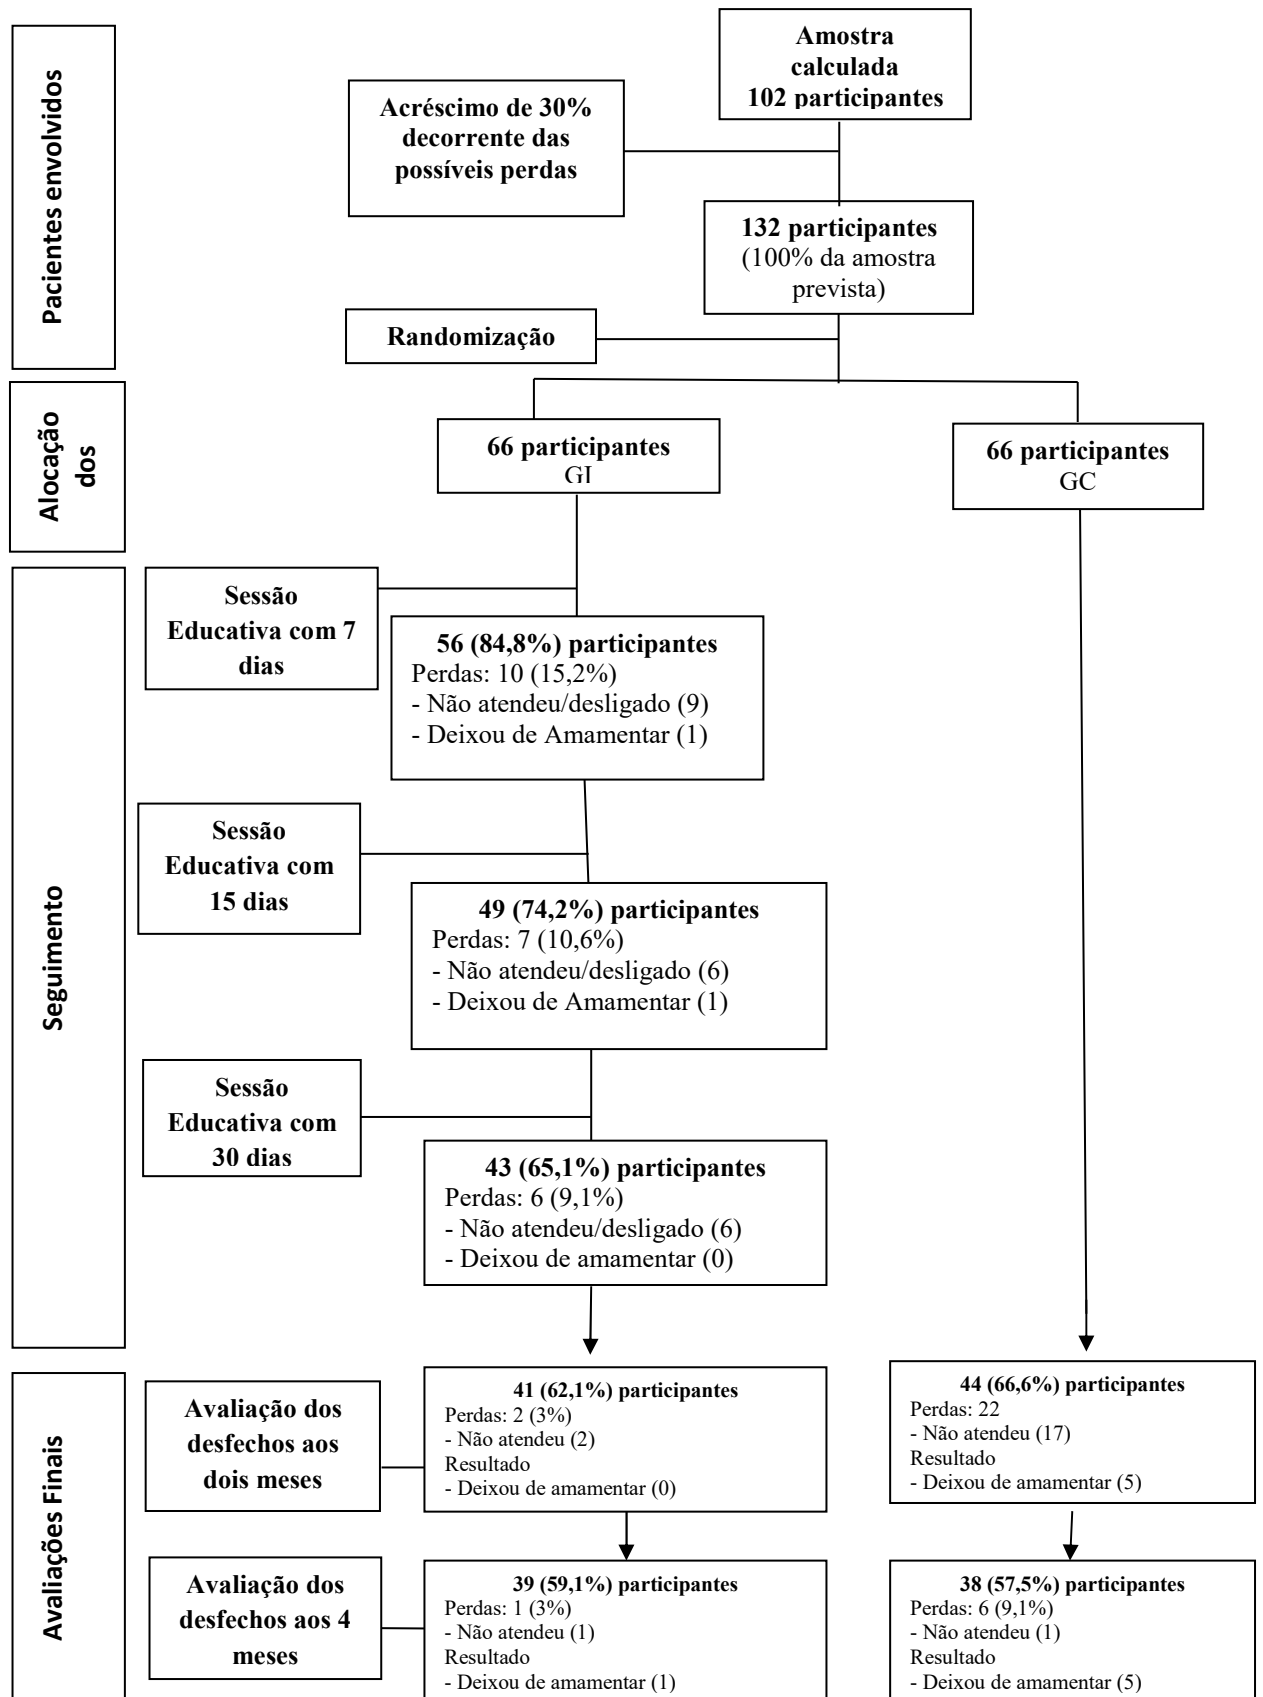 Pacientes envolvidos
Amostra
calculada
102 participantes
Acréscimo de 30%
decorrente das
possíveis perdas
132 participantes
(100% da amostra
prevista)
Randomização
Alocação
dos
66 participantes
GI
66 participantes
GC
Seguimento
Sessão
Educativa com 7
dias
56 (84,8%) participantes
Perdas: 10 (15,2%)
- Não atendeu/desligado (9)
- Deixou de Amamentar (1)
Sessão
Educativa com
15 dias
49 (74,2%) participantes
Perdas: 7 (10,6%)
- Não atendeu/desligado (6)
- Deixou de Amamentar (1)
Sessão
Educativa com
30 dias
43 (65,1%) participantes
Perdas: 6 (9,1%)
- Não atendeu/desligado (6)
- Deixou de amamentar (0)
Avaliações Finais
Avaliação dos
desfechos aos
dois meses
41 (62,1%) participantes
Perdas: 2 (3%)
- Não atendeu (2)
Resultado
- Deixou de amamentar (0)
44 (66,6%) participantes
Perdas: 22
- Não atendeu (17)
Resultado
- Deixou de amamentar (5)
Avaliação dos
desfechos aos 4
meses
39 (59,1%) participantes
Perdas: 1 (3%)
- Não atendeu (1)
Resultado
- Deixou de amamentar (1)
38 (57,5%) participantes
Perdas: 6 (9,1%)
- Não atendeu (1)
Resultado
- Deixou de amamentar (5)